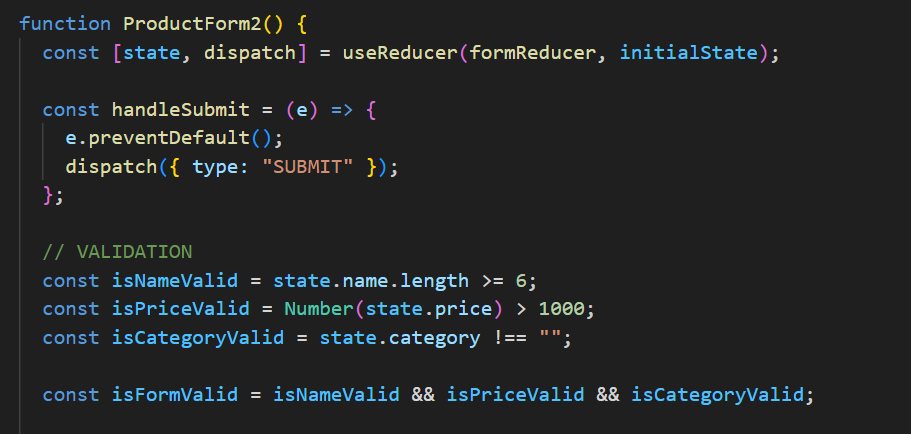 function ProductForm2() {
const [state, dispatch] = useReducer(formReducer, initialState);
const handleSubmit = (e) => {
e.preventDefault();
dispatch({ type: "SUBMIT" });
};
// VALIDATION
const isNameValid = state.name.length >= 6;
const isPriceValid = Number(state.price) > 1000;
const isCategoryValid = state.category !== "";
const isFormValid = isNameValid && isPriceValid && isCategoryValid;